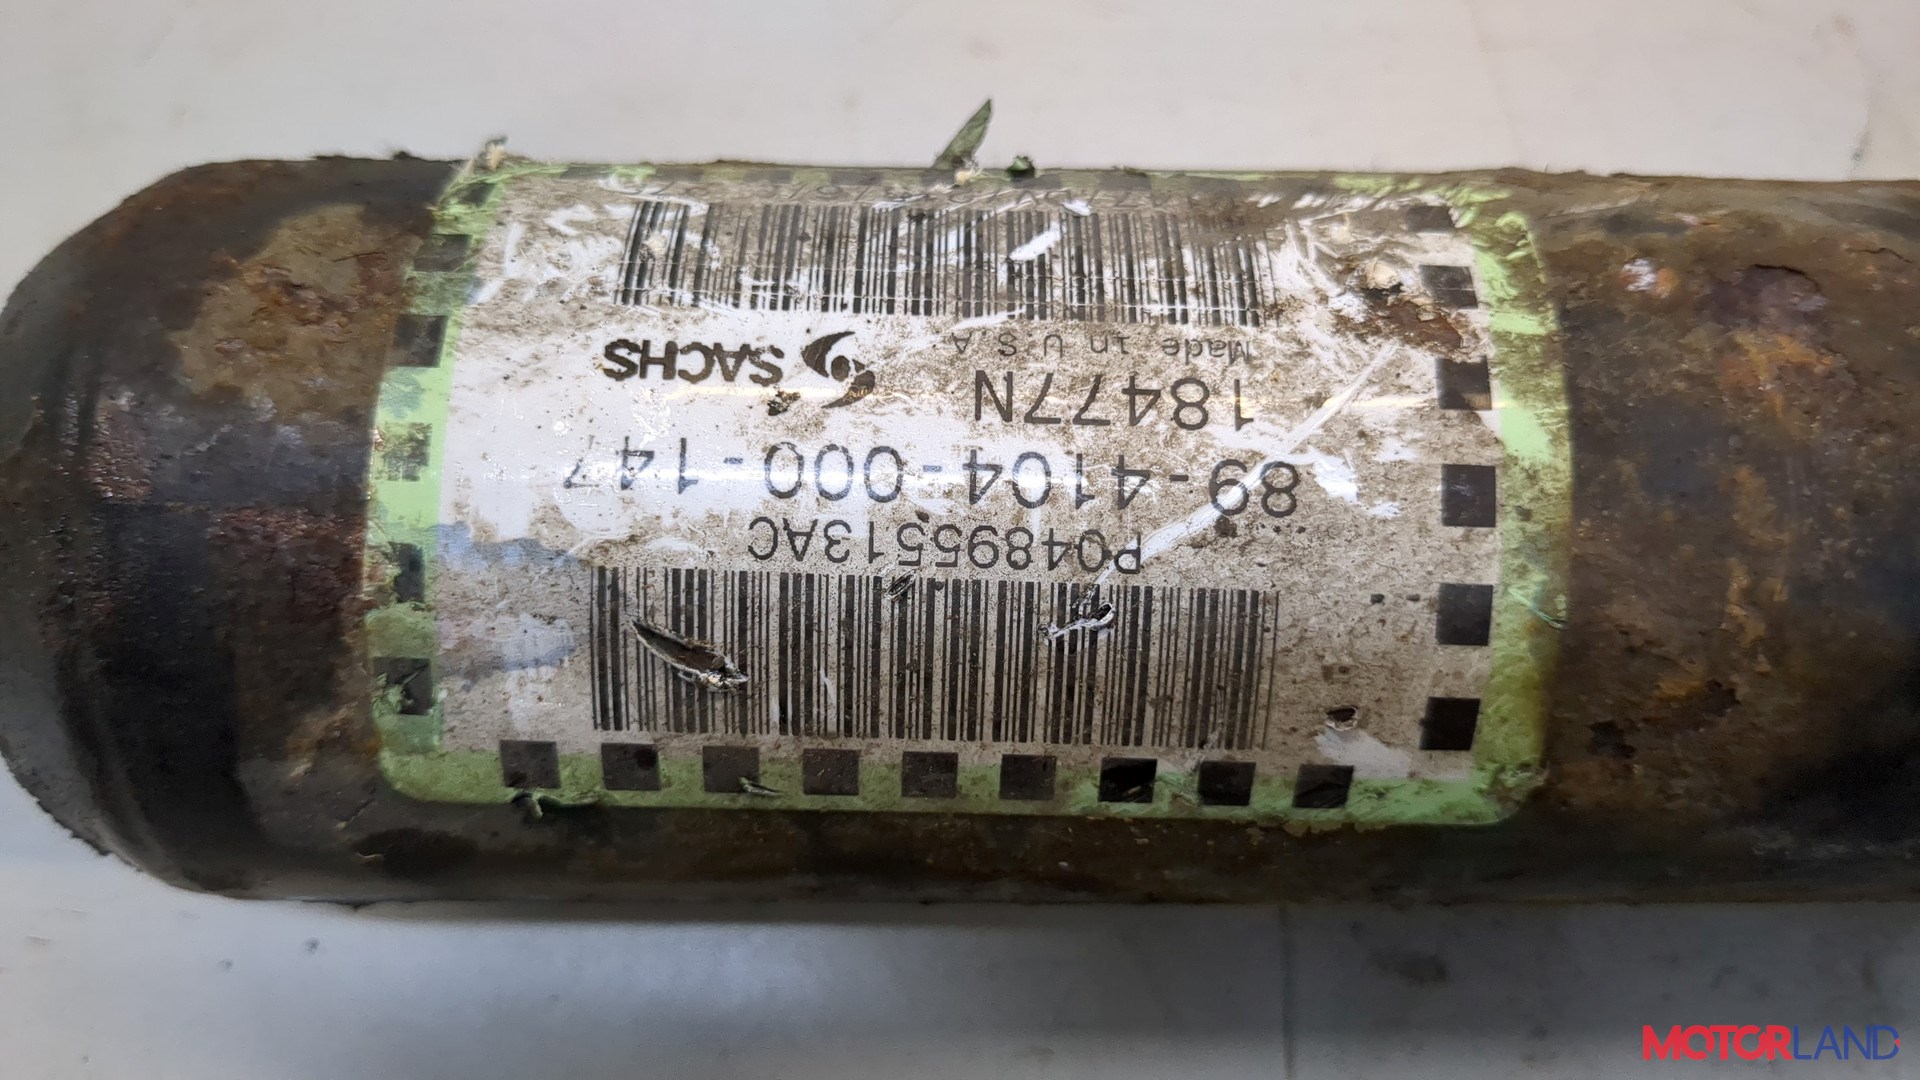 P04895513AC
89-4104-000-147
18477N
Made in U.S.A
SACHS
MOTORLAND